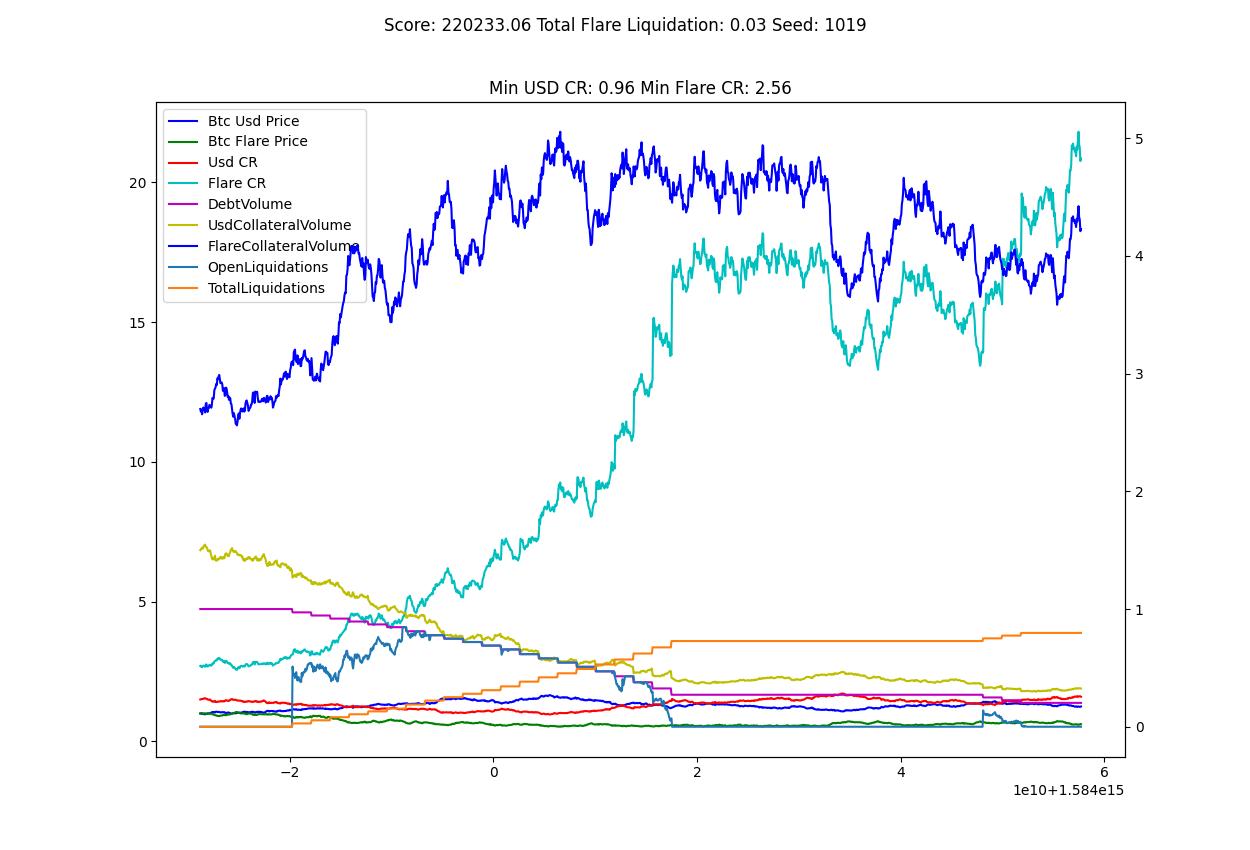 Score: 220233.06 Total Flare Liquidation: 0.03 Seed: 1019
Min USD CR: 0.96 Min Flare CR: 2.56
Btc Usd Price
Btc Flare Price
Usd CR
Flare CR
DebtVolume
UsdCollateralVolume
FlareCollateralVolume
OpenLiquidations
TotalLiquidations
20
15
10
5
0
5
4
3
2
1
0
−2
0
2
4
6
1e10+1.584e15